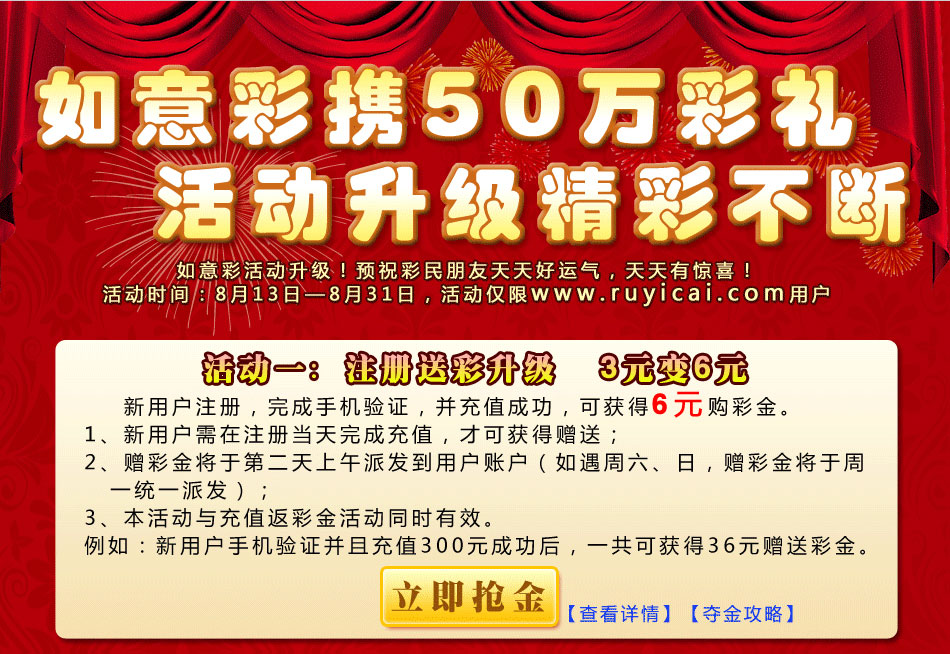 如意彩携50万彩礼
活动升级精彩不断
如意彩活动升级！预祝彩民朋友天天好运气，天天有惊喜！
活动时间：8月13日—8月31日，活动仅限www.ruyicai.com用户
活动一：注册送彩升级 3元变6元
新用户注册，完成手机验证，并充值成功，可获得6元购彩金。
1、新用户需在注册当天完成充值，才可获得赠送；
2、赠彩金将于第二天上午派发到用户账户（如遇周六、日，赠彩金将于周
一统一派发）；
3、本活动与充值返彩金活动同时有效。
例如：新用户手机验证并且充值300元成功后，一共可获得36元赠送彩金。
立即抢金
【查看详情】【夺金攻略】